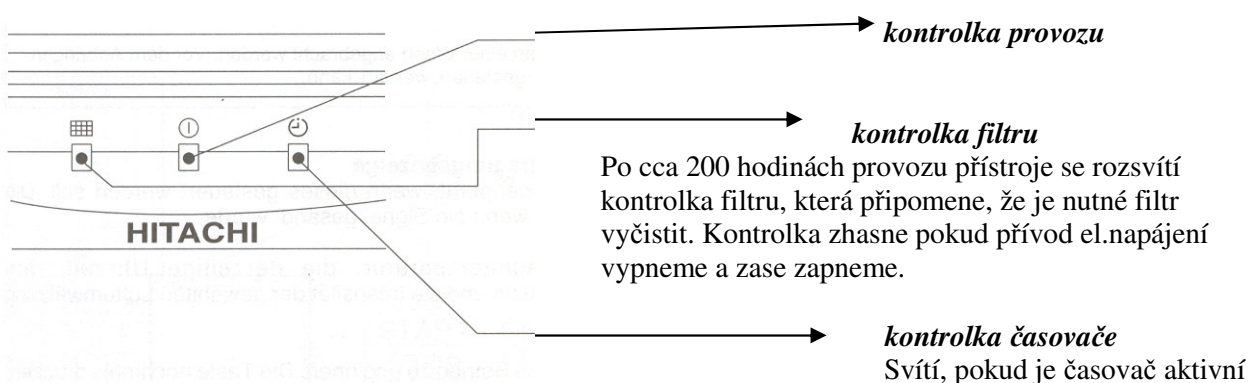 kontrolka provozu
HITACHI
kontrolka filtru
Po cca 200 hodinách provozu přístroje se rozsvítí
kontrolka filtru, která připomene, že je nutné filtr
vyčistit. Kontrolka zhasne pokud přívod el.napájení
vypneme a zase zapneme.
kontrolka časovače
Svítí, pokud je časovač aktivní